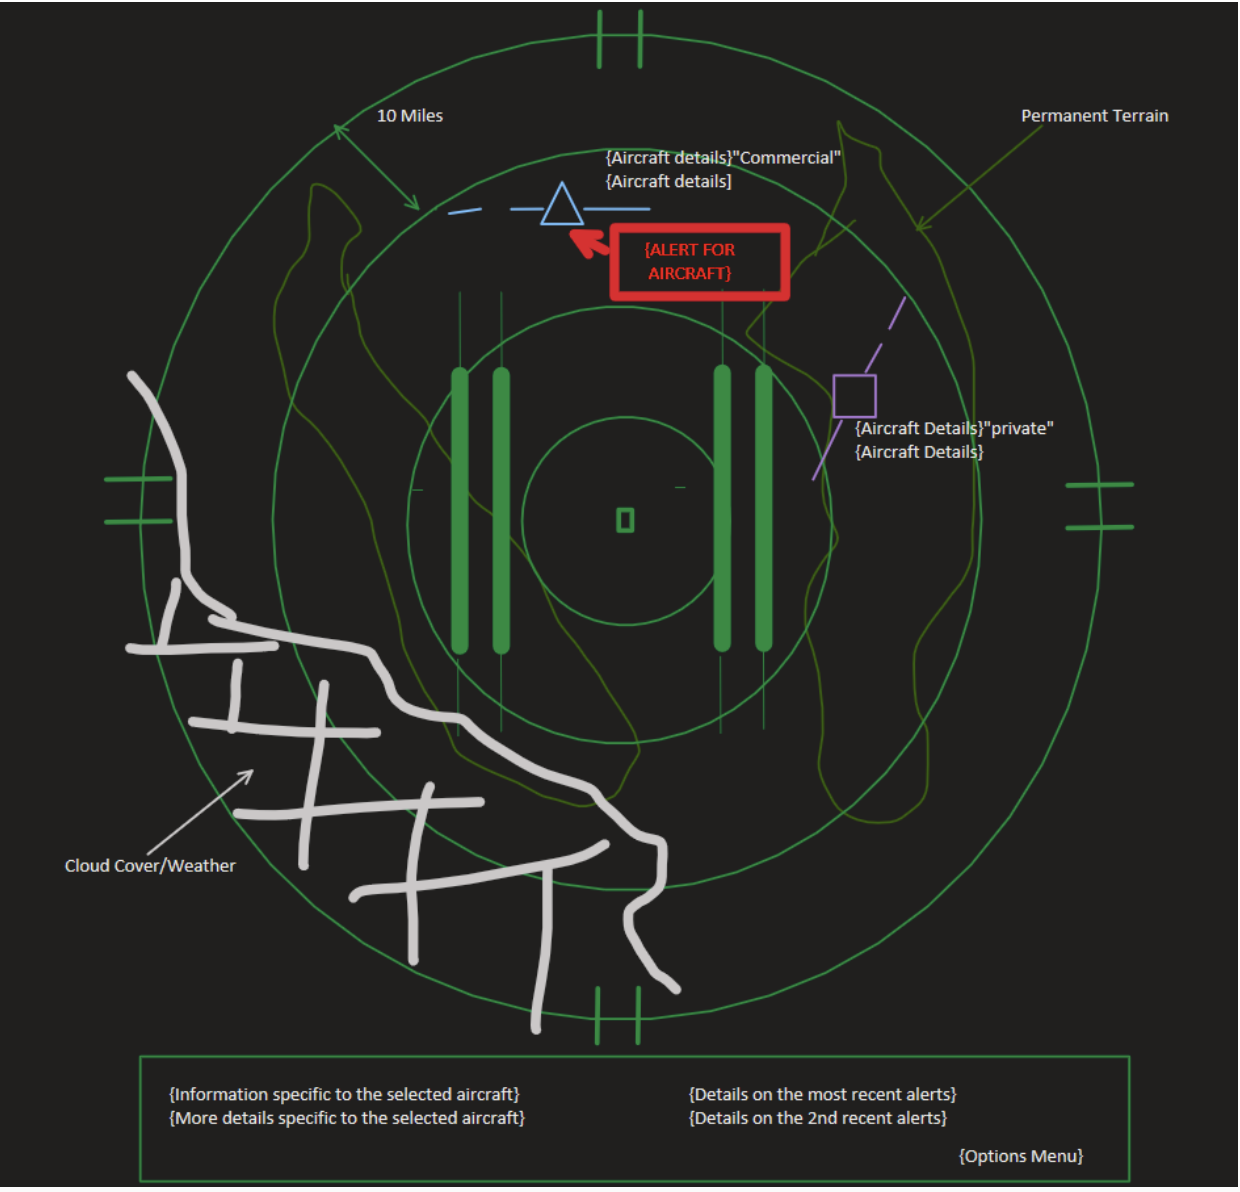 10 Miles
Permanent Terrain
{Aircraft details}"Commercial"
{Aircraft details]
{ALERT FOR
AIRCRAFT}
{Aircraft Details}"private"
{Aircraft Details}
Cloud Cover/Weather
{Information specific to the selected aircraft}
{More details specific to the selected aircraft}
{Details on the most recent alerts}
{Details on the 2nd recent alerts}
{Options Menu}